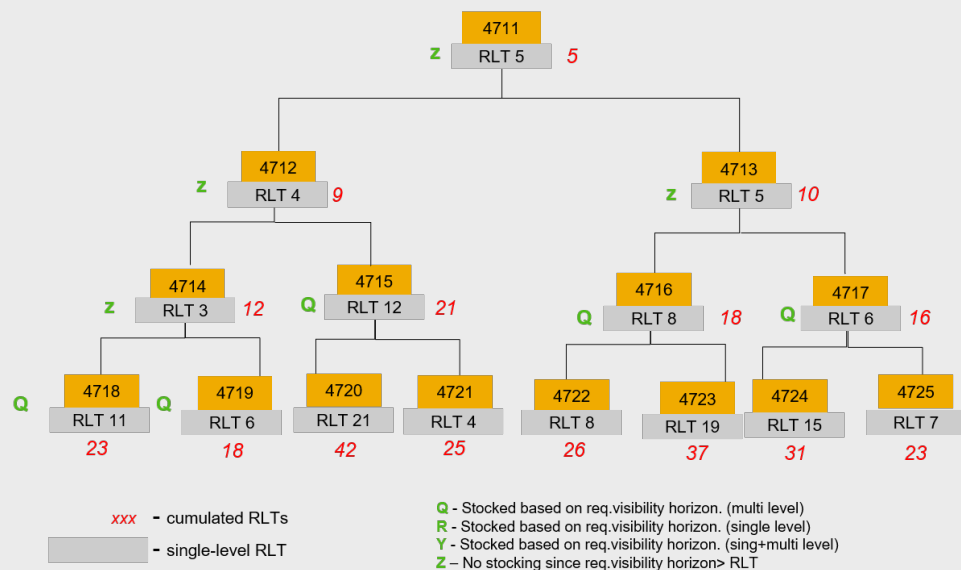 4711
z RLT 5 5
4712
z RLT 4 9
4713
z RLT 5 10
4714
z RLT 3 12
4715
Q RLT 12 21
4716
Q RLT 8 18
4717
Q RLT 6 16
4718
Q RLT 11
23
4719
Q RLT 6
18
4720
RLT 21
42
4721
RLT 4
25
4722
RLT 8
26
4723
RLT 19
37
4724
RLT 15
31
4725
RLT 7
23
xxx - cumulated RLTs
- single-level RLT
Q - Stocked based on req.visibility horizon. (multi level)
R - Stocked based on req.visibility horizon. (single level)
Y - Stocked based on req.visibility horizon. (sing+multi level)
Z – No stocking since req.visibility horizon> RLT